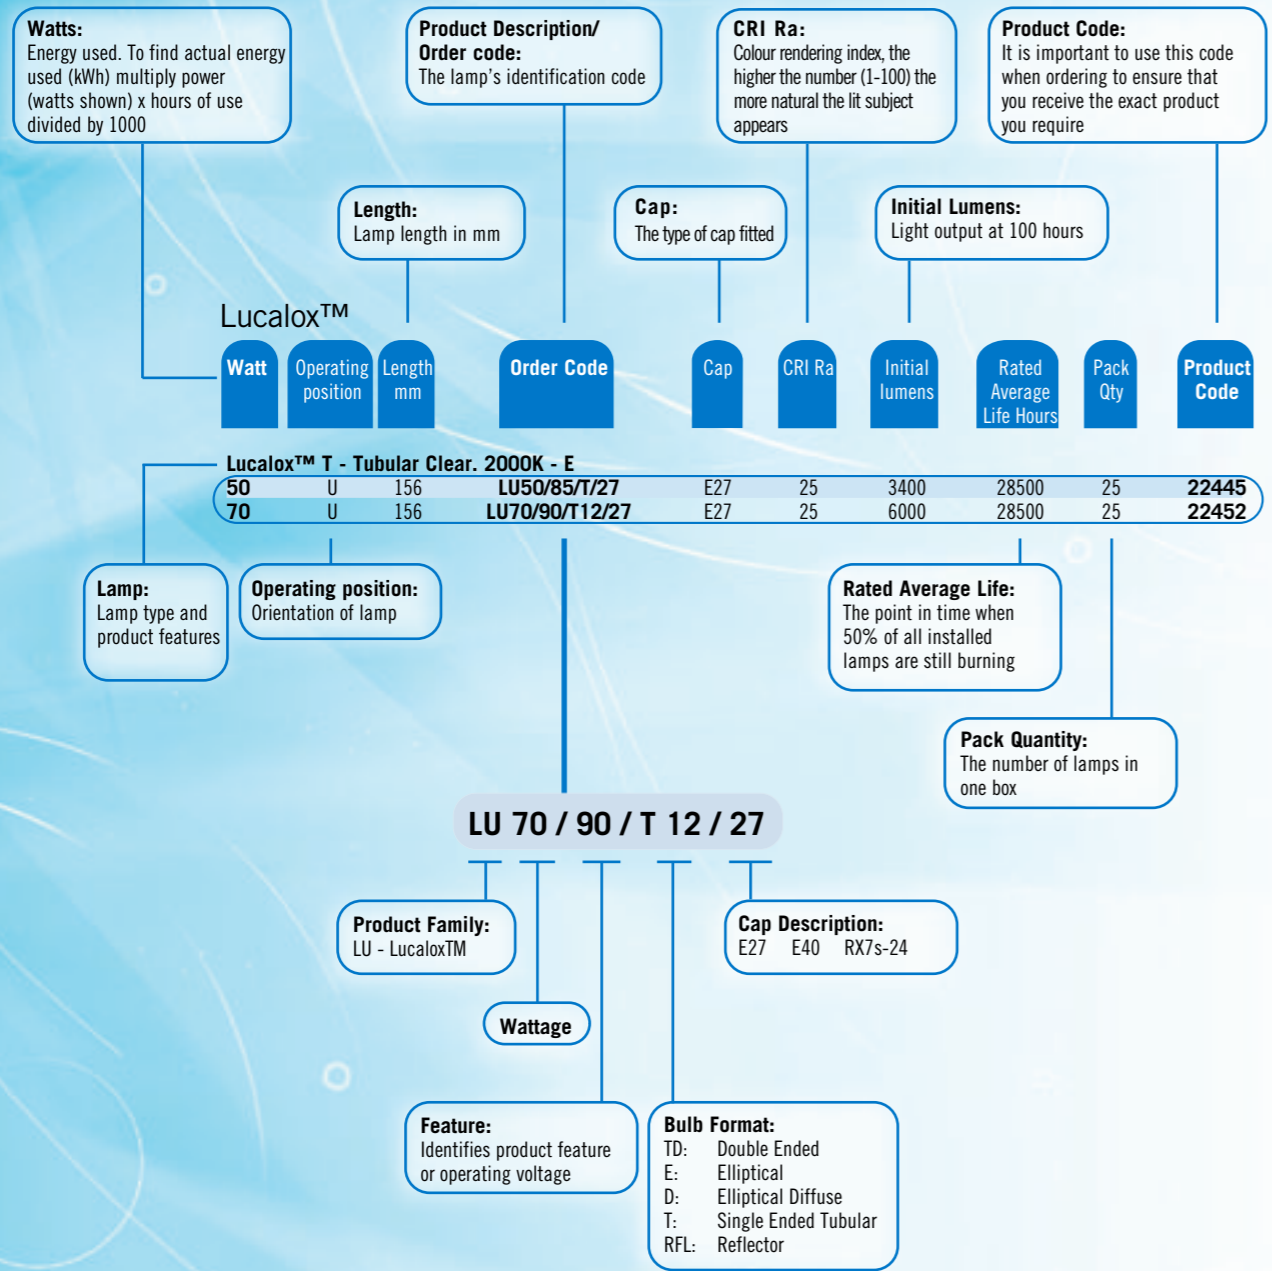 Watts:
Energy used. To find actual energy
used (kWh) multiply power
(watts shown) x hours of use
divided by 1000
Product Description/
Order code:
The lamp's identification code
CRI Ra:
Colour rendering index, the
higher the number (1-100) the
more natural the lit subject
appears
Product Code:
It is important to use this code
when ordering to ensure that
you receive the exact product
you require
Length:
Lamp length in mm
Cap:
The type of cap fitted
Initial Lumens:
Light output at 100 hours
Lucalox™
Watt
Operating
position
Length
mm
Order Code
Cap
CRI Ra
Initial
lumens
Rated
Average
Life Hours
Pack
Qty
Product
Code
Lucalox™ T - Tubular Clear. 2000K - E
50 U 156 LU50/85/T/27 E27 25 3400 28500 25 22445
70 U 156 LU70/90/T12/27 E27 25 6000 28500 25 22452
Lamp:
Lamp type and
product features
Operating position:
Orientation of lamp
Rated Average Life:
The point in time when
50% of all installed
lamps are still burning
Pack Quantity:
The number of lamps in
one box
LU 70 / 90 / T 12 / 27
Product Family:
LU - LucaloxTM
Cap Description:
E27 E40 RX7s-24
Wattage
Feature:
Identifies product feature
or operating voltage
Bulb Format:
TD: Double Ended
E: Elliptical
D: Elliptical Diffuse
T: Single Ended Tubular
RFL: Reflector